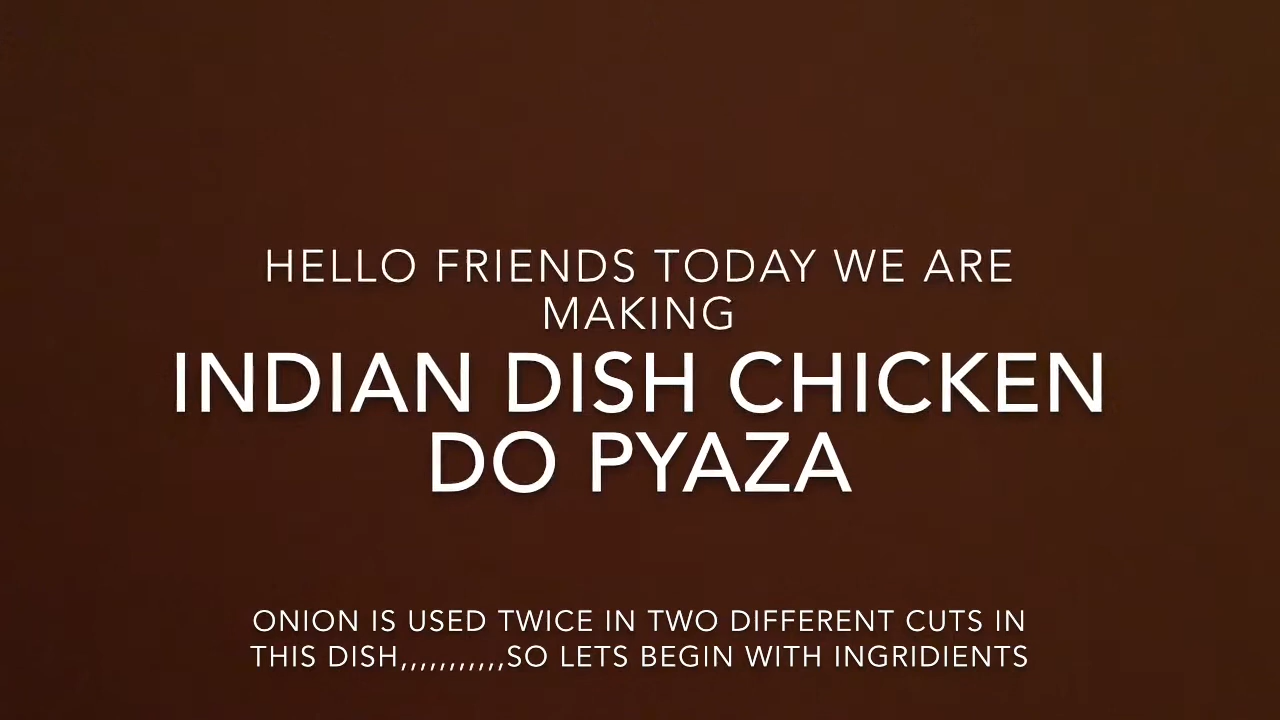 HELLO FRIENDS TODAY WE ARE
MAKING
INDIAN DISH CHICKEN
DO PYAZA
ONION IS USED TWICE IN TWO DIFFERENT CUTS IN
THIS DISH,,,,,,,,,,,SO LETS BEGIN WITH INGRIDIENTS